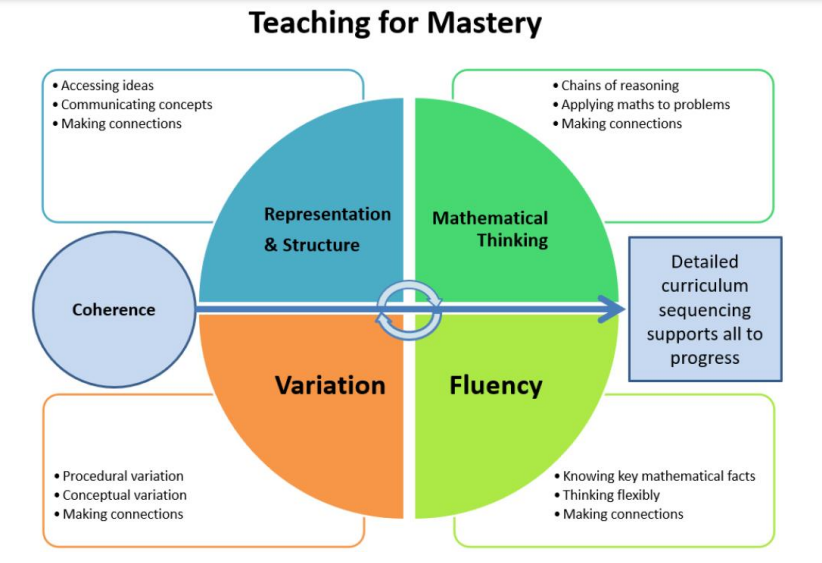 Teaching for Mastery
• Accessing ideas
• Communicating concepts
• Making connections
• Chains of reasoning
• Applying maths to problems
• Making connections
Representation
& Structure
Mathematical
Thinking
Coherence
Detailed
curriculum
sequencing
supports all to
progress
Variation
Fluency
• Procedural variation
• Conceptual variation
• Making connections
• Knowing key mathematical facts
• Thinking flexibly
• Making connections